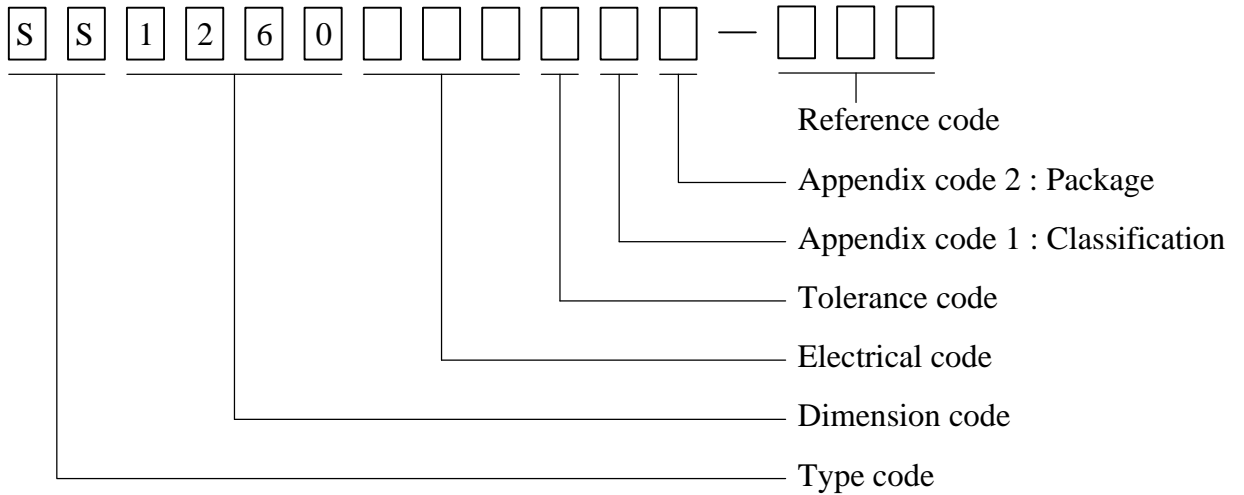 S S 1 2 6 0 —
Reference code
Appendix code 2 : Package
Appendix code 1 : Classification
Tolerance code
Electrical code
Dimension code
Type code